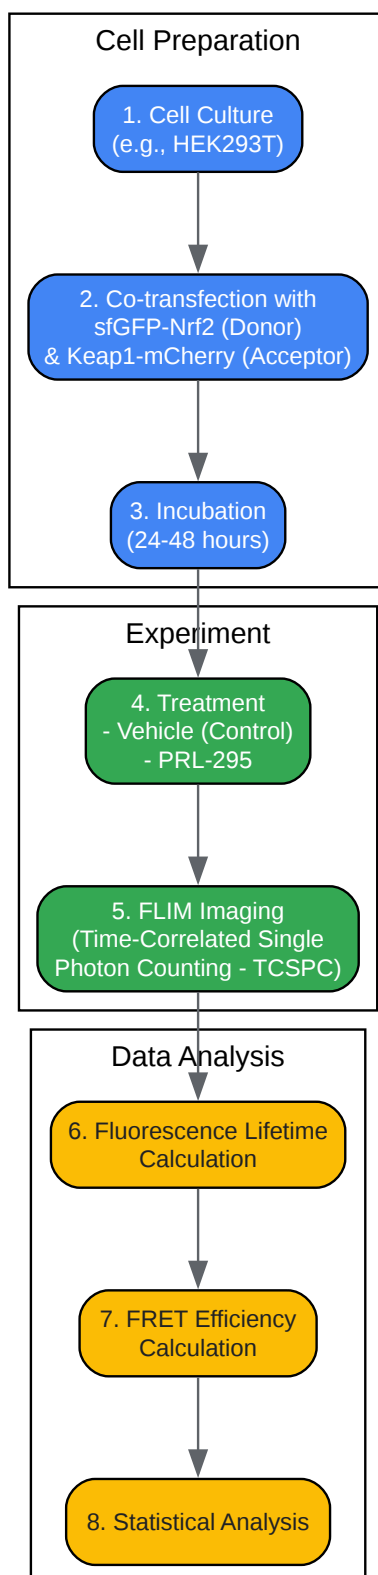 Cell Preparation
1. Cell Culture
(e.g., HEK293T)
2. Co-transfection with
sfGFP-Nrf2 (Donor)
& Keap1-mCherry (Acceptor)
3. Incubation
(24-48 hours)
Experiment
4. Treatment
- Vehicle (Control)
- PRL-295
5. FLIM Imaging
(Time-Correlated Single
Photon Counting - TCSPC)
Data Analysis
6. Fluorescence Lifetime
Calculation
7. FRET Efficiency
Calculation
8. Statistical Analysis